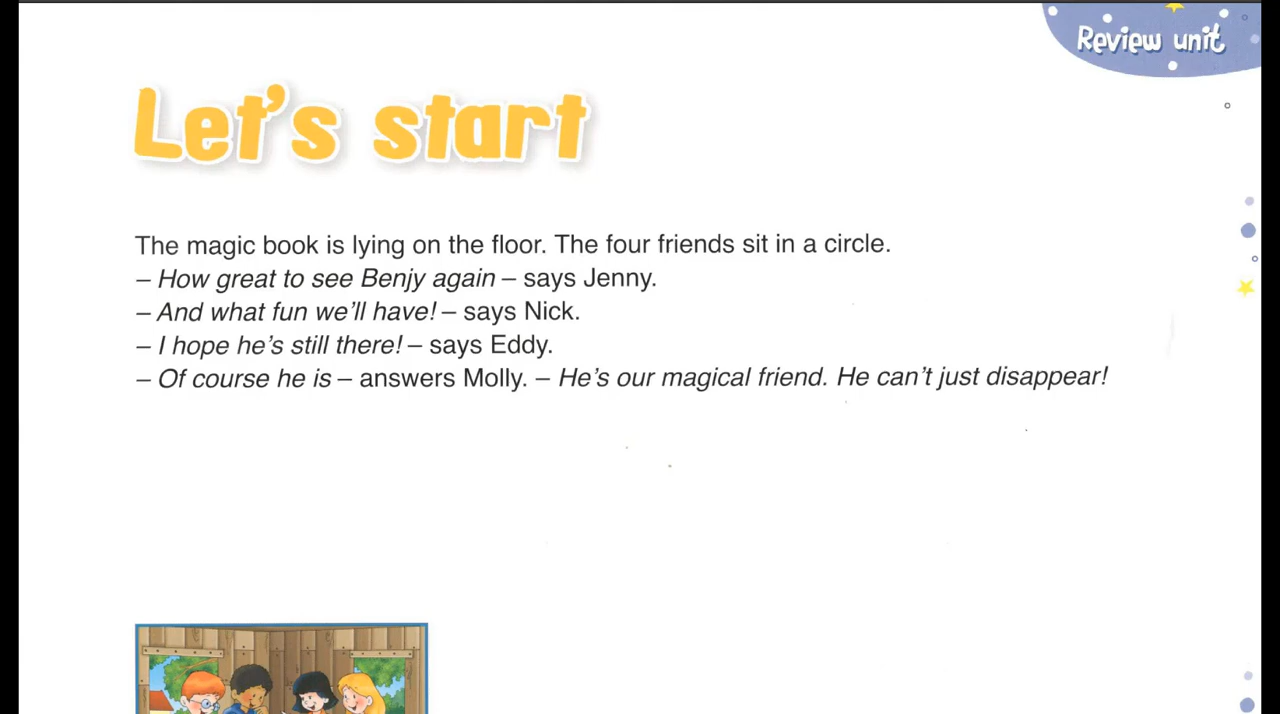 Review unit
Let's start
The magic book is lying on the floor. The four friends sit in a circle.
– How great to see Benjy again – says Jenny.
– And what fun we'll have! – says Nick.
– I hope he's still there! – says Eddy.
– Of course he is – answers Molly. – He's our magical friend. He can't just disappear!